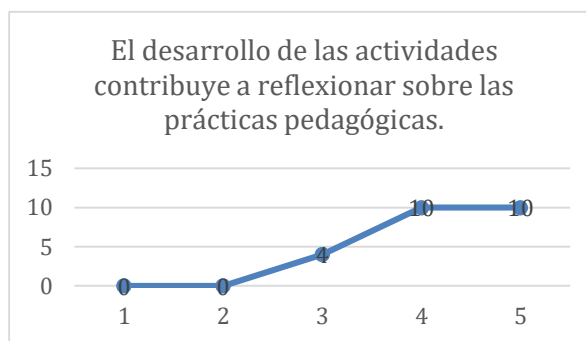 El desarrollo de las actividades
contribuye a reflexionar sobre las
prácticas pedagógicas.
15
10
5
0
0
0
4
10
10
1 2 3 4 5